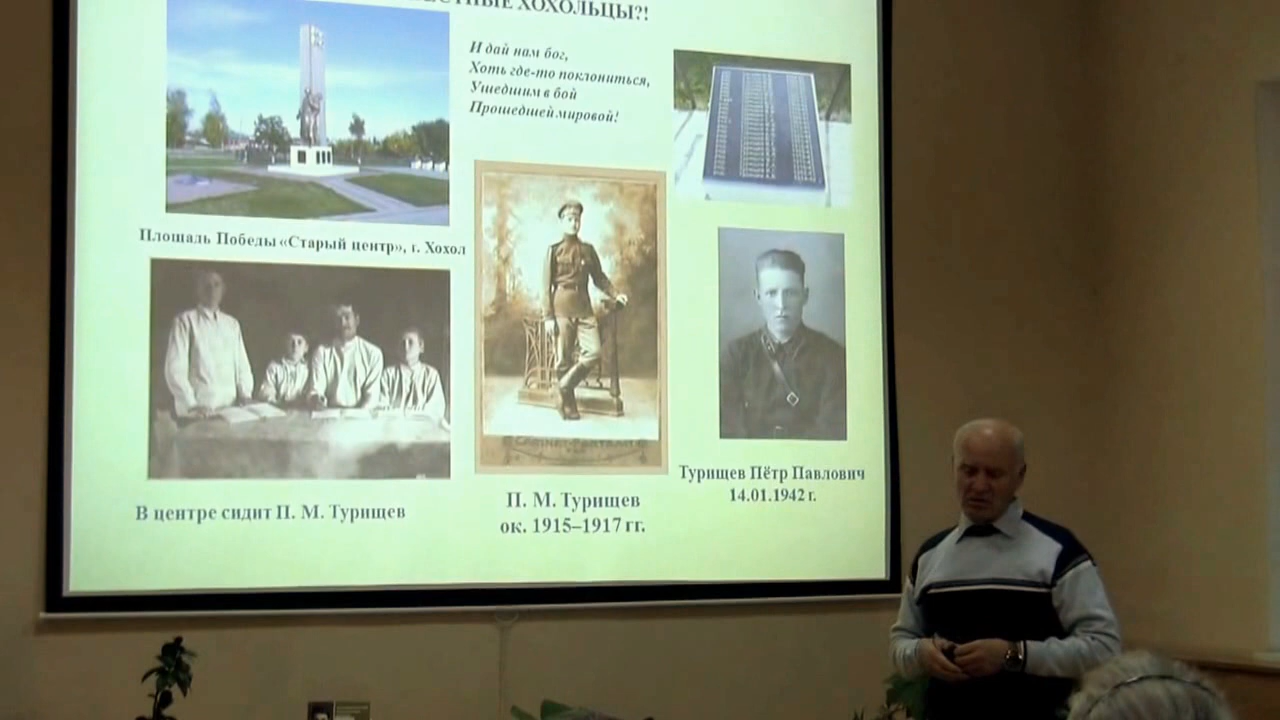 ХОХОЛЬЦЫ?!
И дай нам бог,
Хоть где-то поклониться,
Ушедшим в бой
Прошедшей мировой!
Площаль Победы «Старый центр», г. Хохол
В центре сидит П. М. Турищев
П. М. Турищев
ок. 1915–1917 гг.
Турищев Пётр Павлович
14.01.1942 г.